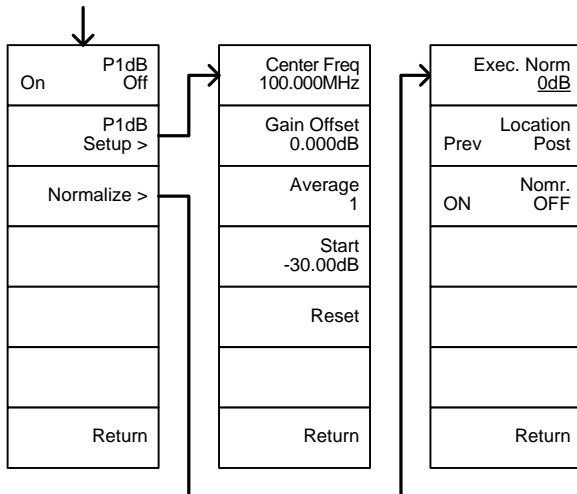 P1dB
On Off
P1dB
Setup >
Normalize >
Return
Center Freq
100.000MHz
Gain Offset
0.000dB
Average
1
Start
-30.00dB
Reset
Return
Exec. Norm
0dB
Location
Prev Post
Nomr.
ON OFF
Return